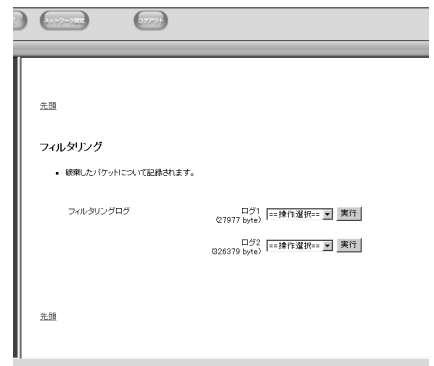 ネットワーク設定
ログアウト
先頭
フィルタリング
破棄したパケットについて記録されます。
フィルタリングログ
ログ1
(27977 byte)
==操作選択==
実行
ログ2
(326379 byte)
==操作選択==
実行
先頭